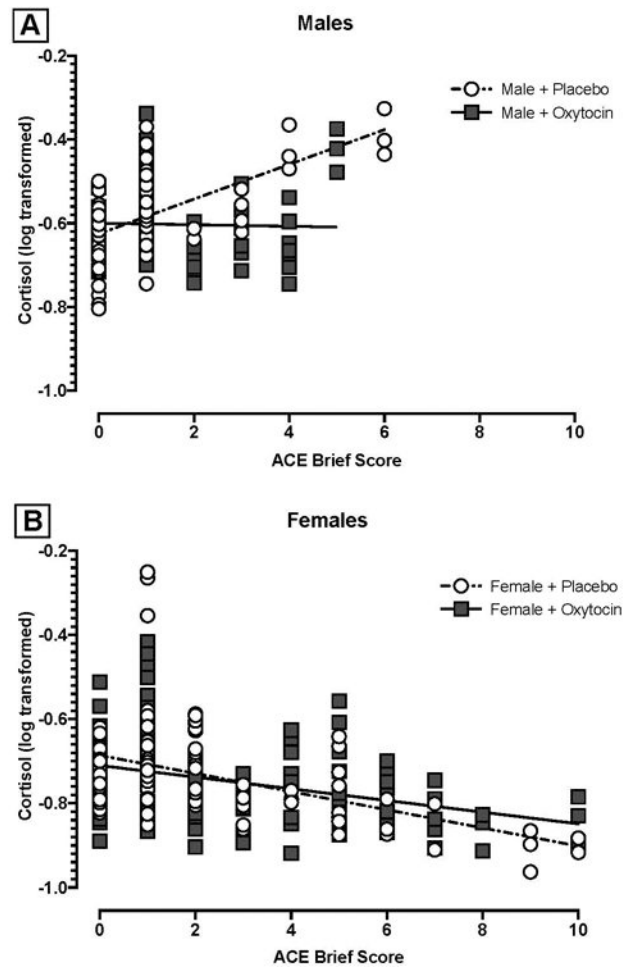 A
Males
-0.2
-0.4
-0.6
-0.8
-1.0
Cortisol (log transformed)
Male + Placebo
Male + Oxytocin
0 2 4 6 8 10
ACE Brief Score
B
Females
-0.2
-0.4
-0.6
-0.8
-1.0
Cortisol (log transformed)
Female + Placebo
Female + Oxytocin
0 2 4 6 8 10
ACE Brief Score